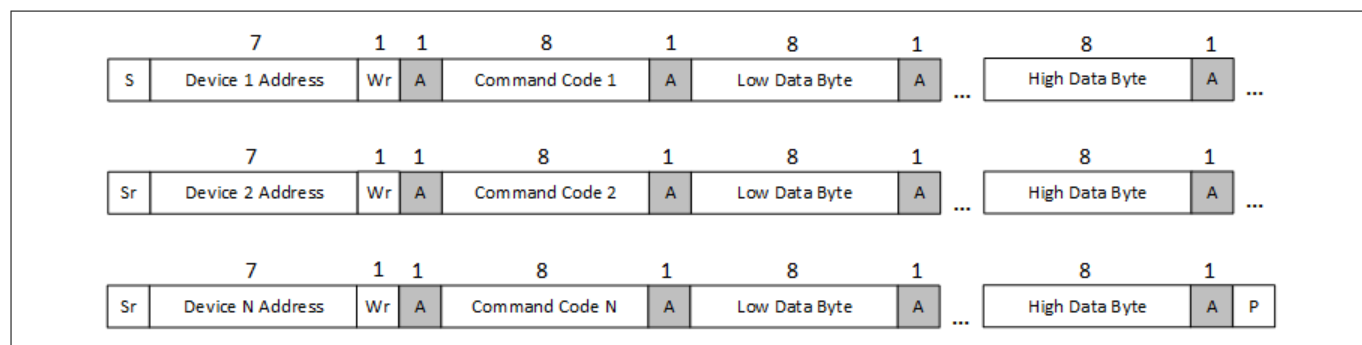 7 1 1 8 1 8 1 8 1
S Device 1 Address Wr A Command Code 1 A Low Data Byte A ... High Data Byte A ...
7 1 1 8 1 8 1 8 1
Sr Device 2 Address Wr A Command Code 2 A Low Data Byte A ... High Data Byte A ...
7 1 1 8 1 8 1 8 1
Sr Device N Address Wr A Command Code N A Low Data Byte A ... High Data Byte A P